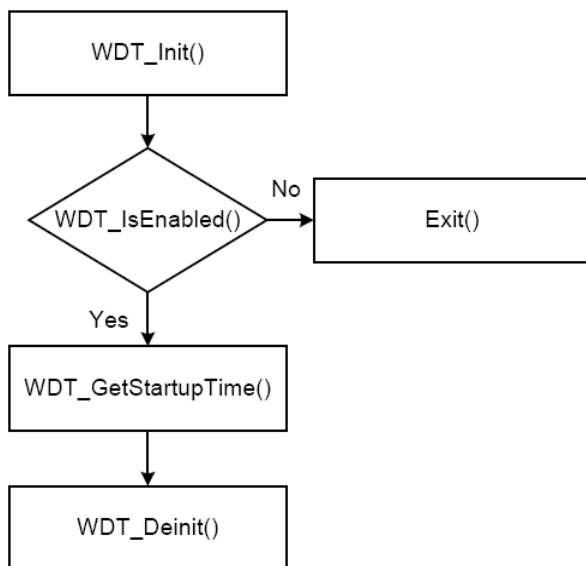 WDT_Init()
WDT_IsEnabled()
No
Exit()
Yes
WDT_GetStartupTime()
WDT_Deinit()